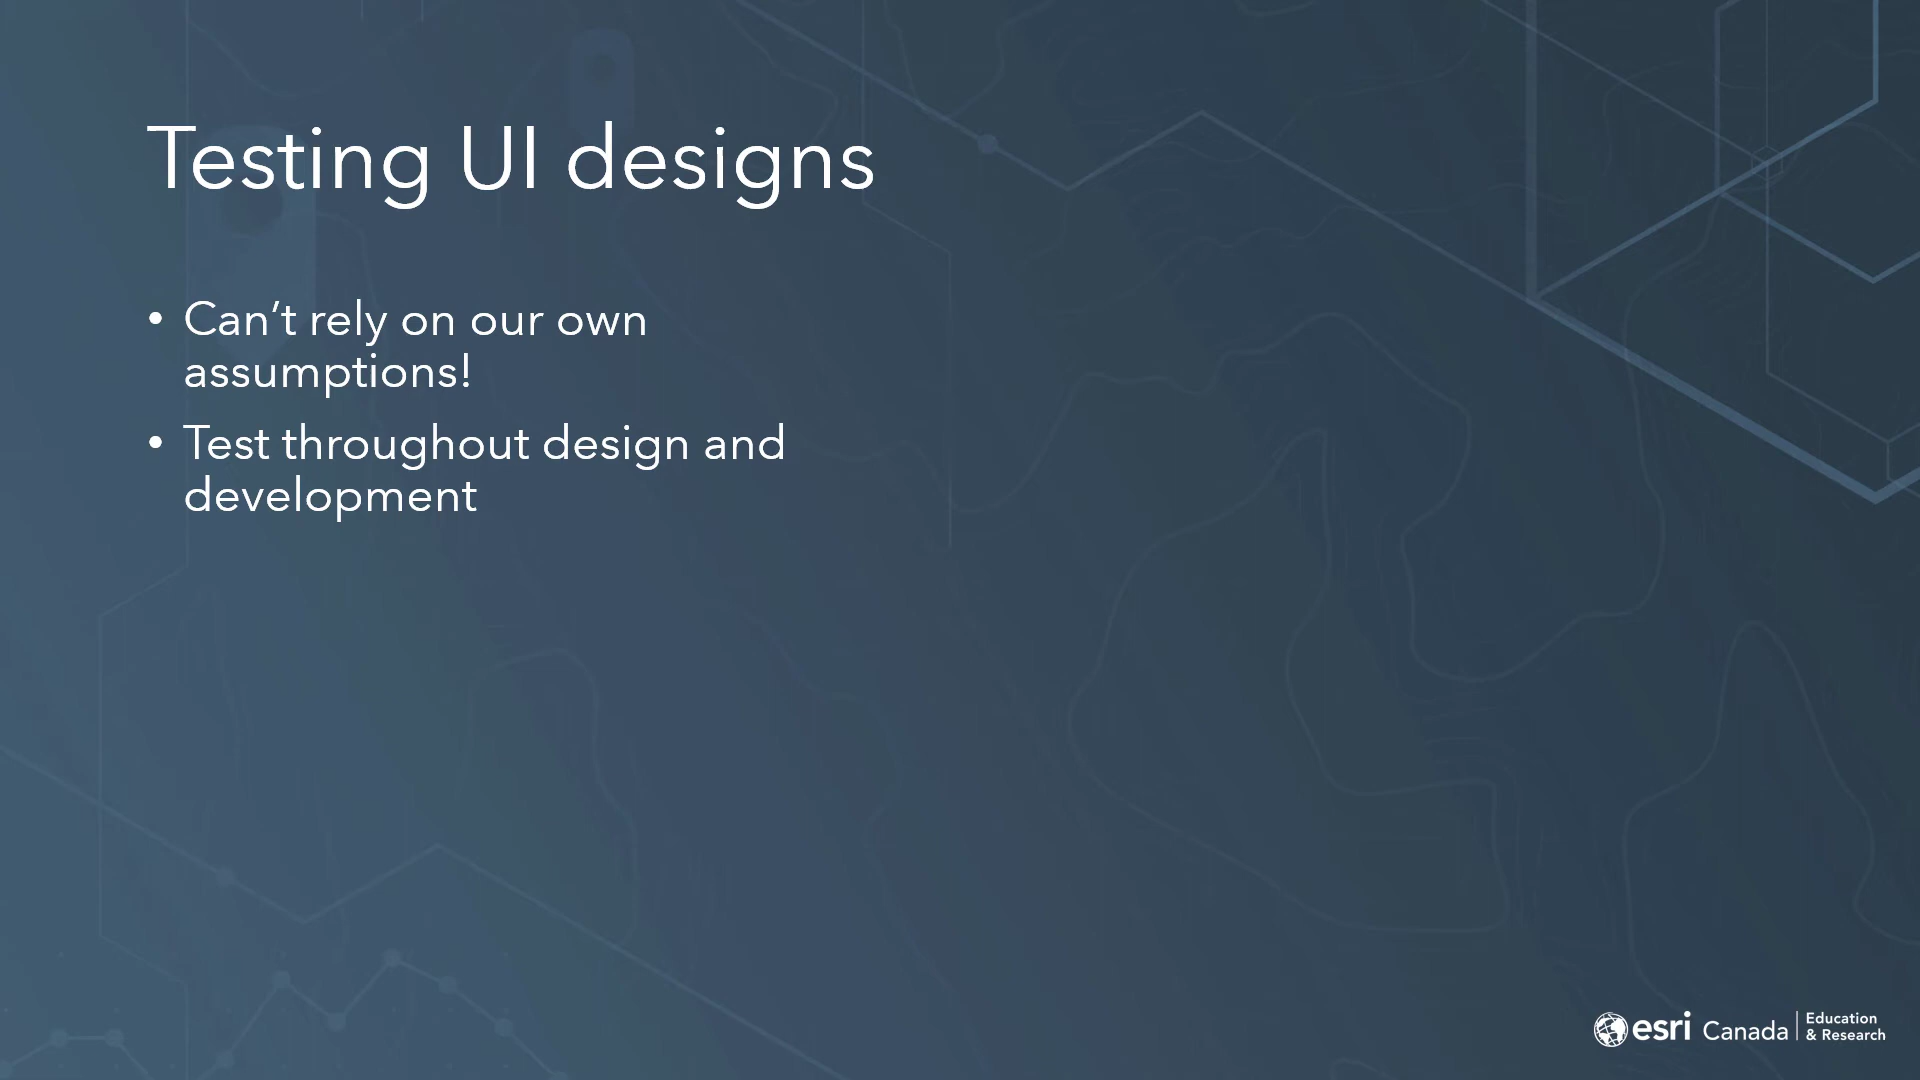 Testing UI designs
• Can’t rely on our own
assumptions!
• Test throughout design and
development
esri Canada
Education
& Research